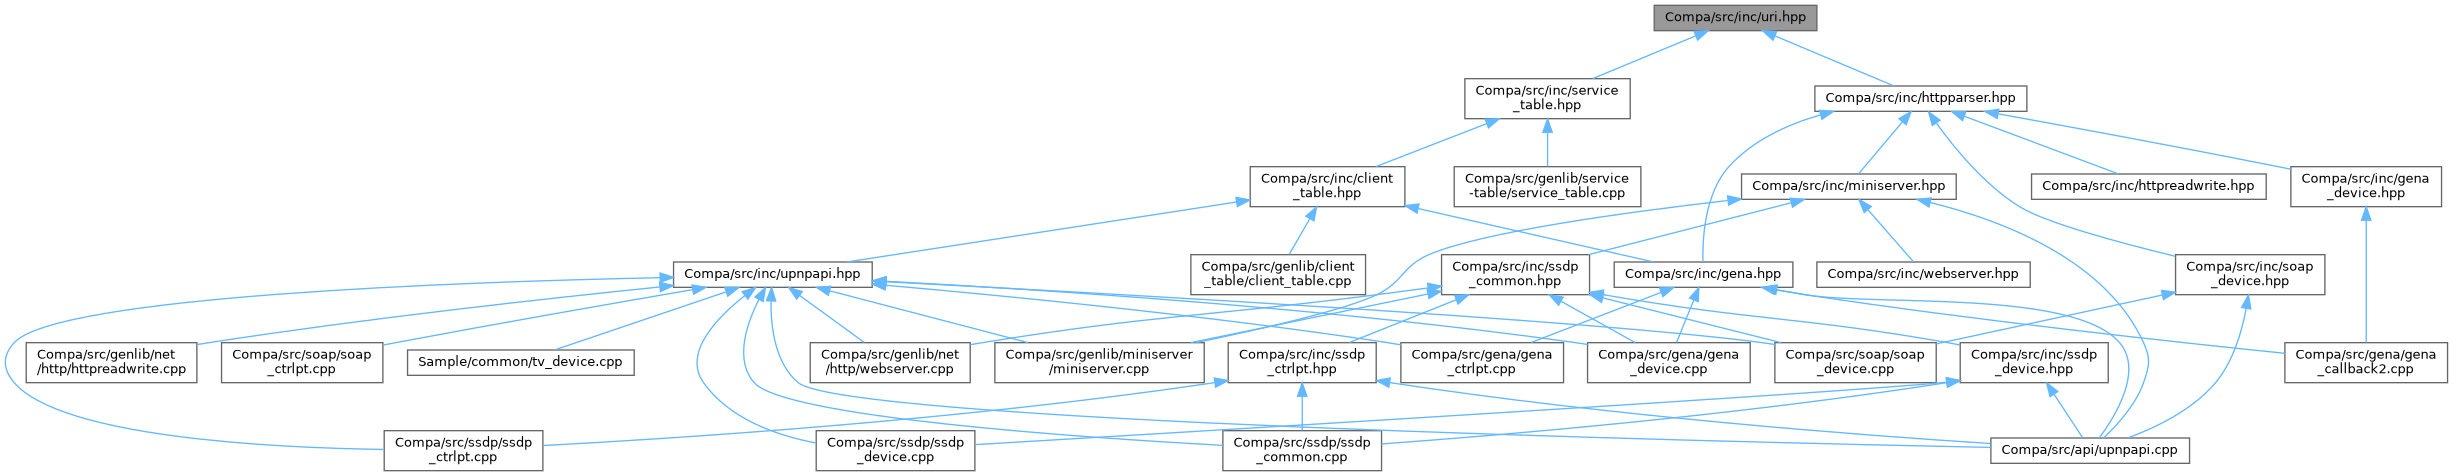 Compa/src/inc/uri.hpp
Compa/src/inc/service
_table.hpp
Compa/src/inc/httpparser.hpp
Compa/src/inc/client
_table.hpp
Compa/src/genlib/service
-table/service_table.cpp
Compa/src/inc/miniserver.hpp
Compa/src/inc/httpreadwrite.hpp
Compa/src/inc/gena
_device.hpp
Compa/src/inc/upnpapi.hpp
Compa/src/genlib/client
_table/client_table.cpp
Compa/src/inc/ssdp
_common.hpp
Compa/src/inc/gena.hpp
Compa/src/inc/webserver.hpp
Compa/src/inc/soap
_device.hpp
Compa/src/genlib/net
/http/httpreadwrite.cpp
Compa/src/soap/soap
_ctrlpt.cpp
Sample/common/tv_device.cpp
Compa/src/genlib/net
/http/webserver.cpp
Compa/src/genlib/miniserver
/miniserver.cpp
Compa/src/inc/ssdp
_ctrlpt.hpp
Compa/src/gena/gena
_ctrlpt.cpp
Compa/src/gena/gena
_device.cpp
Compa/src/soap/soap
_device.cpp
Compa/src/inc/ssdp
_device.hpp
Compa/src/gena/gena
_callback2.cpp
Compa/src/ssdp/ssdp
_ctrlpt.cpp
Compa/src/ssdp/ssdp
_device.cpp
Compa/src/ssdp/ssdp
_common.cpp
Compa/src/api/upnpapi.cpp